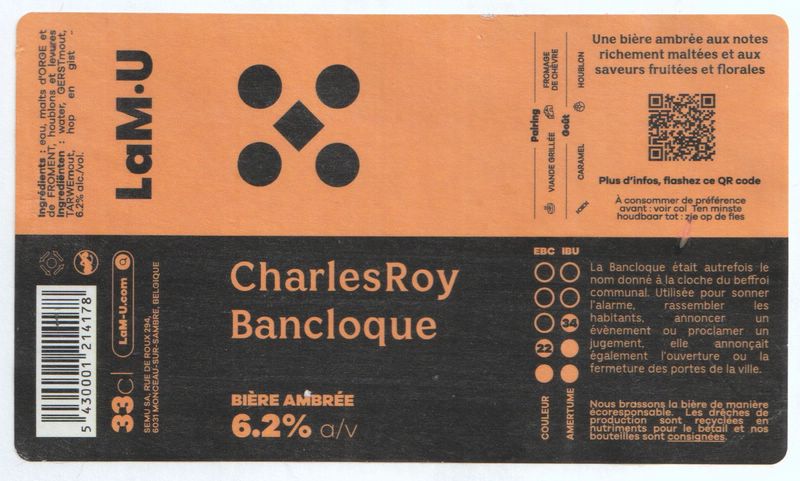 Ingrédients : eau, malts d'ORGE et
de FROMENT, houblons et levures
Ingrediënten : water, GERSTmout,
TARWEmout, hop en gist -
6.2% alc./vol.
LaM·U
Pairing
VIANDE GRILLÉE
FROMAGE
DE CHÈVRE
Goût
CARAMEL
HOUBLON
Une bière ambrée aux notes
richement maltées et aux
saveurs fruitées et florales
Plus d'infos, flashez ce QR code
À consommer de préférence
avant : voir col Ten minste
houdbaar tot : zie op de fles
5 430001 214178
33cl
LaM-U.com
SEMU SA, RUE DE ROUX 294,
6031 MONCEAU-SUR-SAMBRE, BELGIQUE
CharlesRoy
Bancloque
BIÈRE AMBRÉE
6.2% a/v
EBC IBU
34
22
COULEUR
AMERTUME
La Bancloque était autrefois le
nom donné à la cloche du beffroi
communal. Utilisée pour sonner
l'alarme, rassembler les
habitants, annoncer un
évènement ou proclamer un
jugement, elle annonçait
également l'ouverture ou la
fermeture des portes de la ville.
Nous brassons la bière de manière
écoresponsable. Les drêches de
production sont recyclées en
nutriments pour le bétail et nos
bouteilles sont consignées.